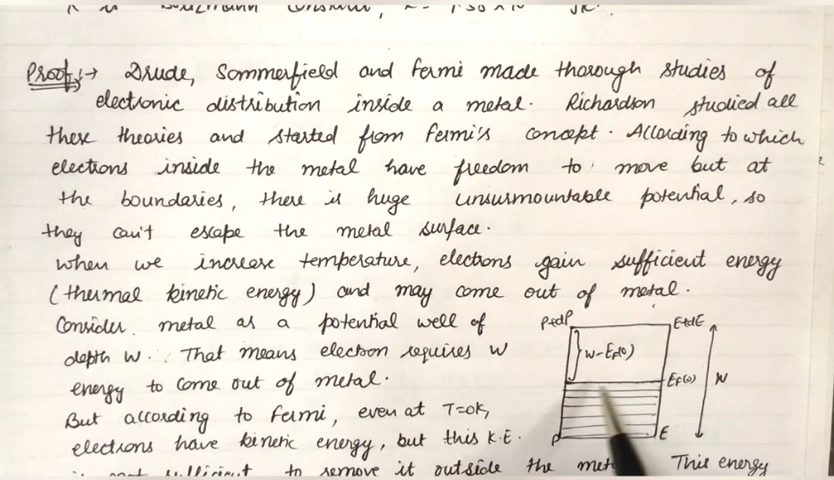 Proof :→ Drude, Sommerfield and fermi made thorough studies of
electronic distribution inside a metal. Richardson studied all
these theories and started from fermi's concept. According to which
elections inside the metal have freedom to move but at
the boundaries, there is huge unsurmountable potential, so
they can't escape the metal surface.
when we increase temperature, electrons gain sufficient energy
(thermal kinetic energy) and may come out of metal.
Consider metal as a potential well of
depth W. That means electron requires W
energy to come out of metal.
But according to fermi, even at T=0K,
electrons have kinetic energy, but this K.E.
to remove it outside the This energy
P+dP
E+dE
W-EF(0)
EF(0)
W
P
E